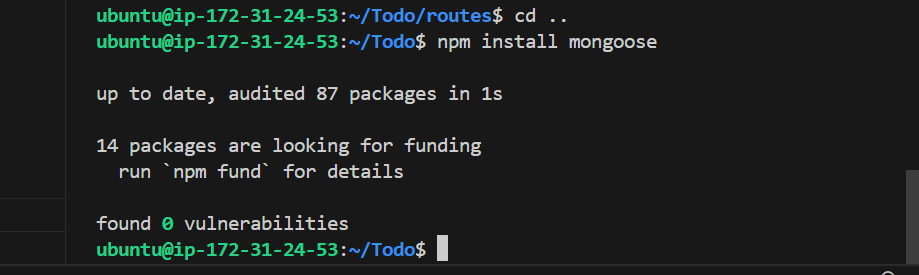 ubuntu@ip-172-31-24-53:~/Todo/routes$ cd ..
ubuntu@ip-172-31-24-53:~/Todo$ npm install mongoose
up to date, audited 87 packages in 1s
14 packages are looking for funding
  run `npm fund` for details
found 0 vulnerabilities
ubuntu@ip-172-31-24-53:~/Todo$